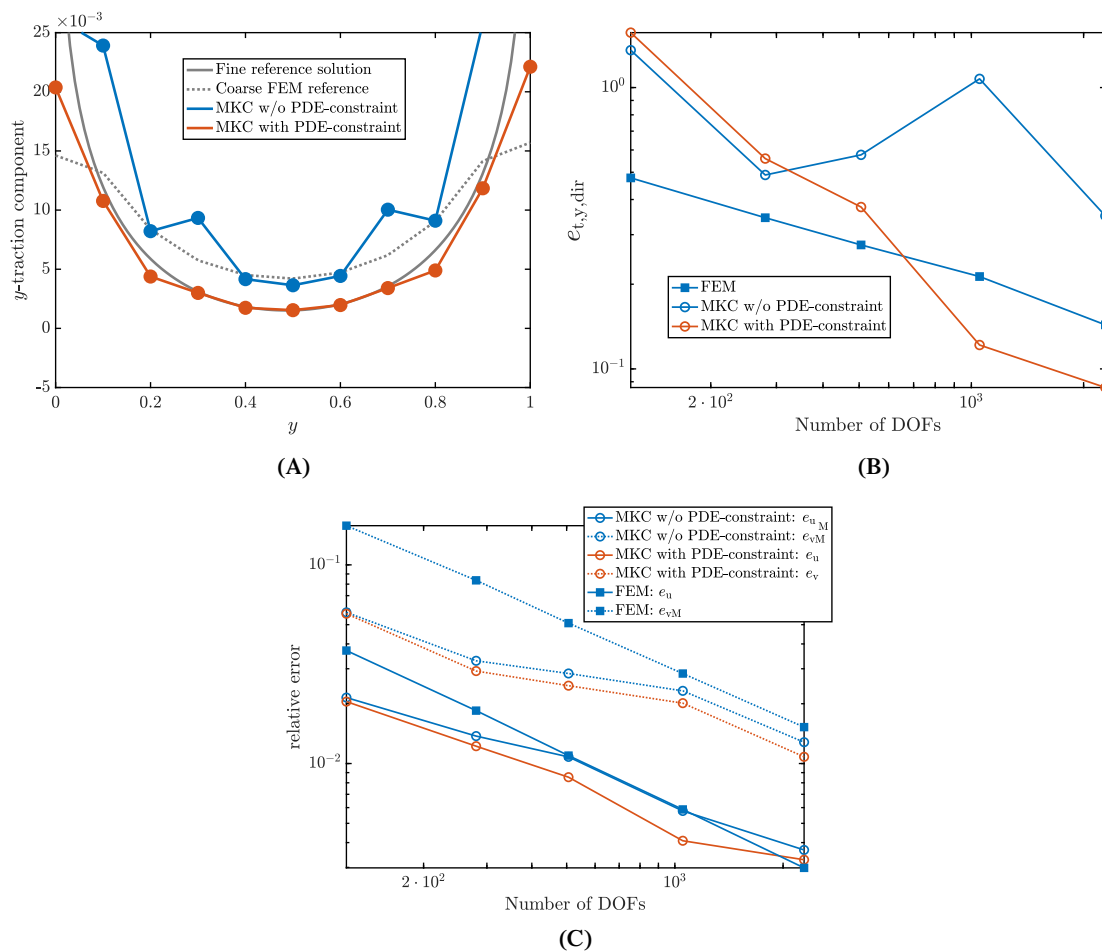 ×10⁻³
25
20
15
10
5
0
-5
y-traction component
0
0.2
0.4
0.6
0.8
1
y
Fine reference solution
Coarse FEM reference
MKC w/o PDE-constraint
MKC with PDE-constraint
(A)
10⁰
10⁻¹
e_{t,y,dir}
2 · 10²
10³
Number of DOFs
FEM
MKC w/o PDE-constraint
MKC with PDE-constraint
(B)
MKC w/o PDE-constraint: e_u M
MKC w/o PDE-constraint: e_{vM}
MKC with PDE-constraint: e_u
MKC with PDE-constraint: e_v
FEM: e_u
FEM: e_{vM}
10⁻¹
10⁻²
relative error
2 · 10²
10³
Number of DOFs
(C)